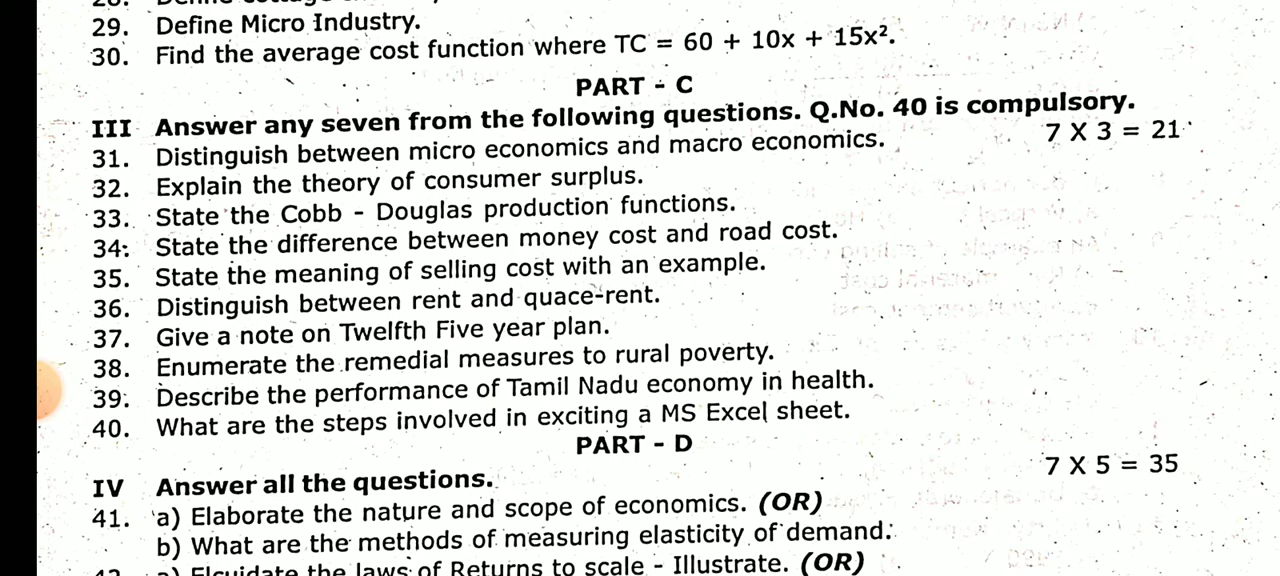 29. Define Micro Industry.
30. Find the average cost function where TC = 60 + 10x + 15x².
PART - C
III Answer any seven from the following questions. Q.No. 40 is compulsory.
7 X 3 = 21
31. Distinguish between micro economics and macro economics.
32. Explain the theory of consumer surplus.
33. State the Cobb - Douglas production functions.
34. State the difference between money cost and road cost.
35. State the meaning of selling cost with an example.
36. Distinguish between rent and quace-rent.
37. Give a note on Twelfth Five year plan.
38. Enumerate the remedial measures to rural poverty.
39. Describe the performance of Tamil Nadu economy in health.
40. What are the steps involved in exciting a MS Excel sheet.
PART - D
7 X 5 = 35
IV Answer all the questions.
41. a) Elaborate the nature and scope of economics. (OR)
b) What are the methods of measuring elasticity of demand.
a) Elcuidate the laws of Returns to scale - Illustrate. (OR)